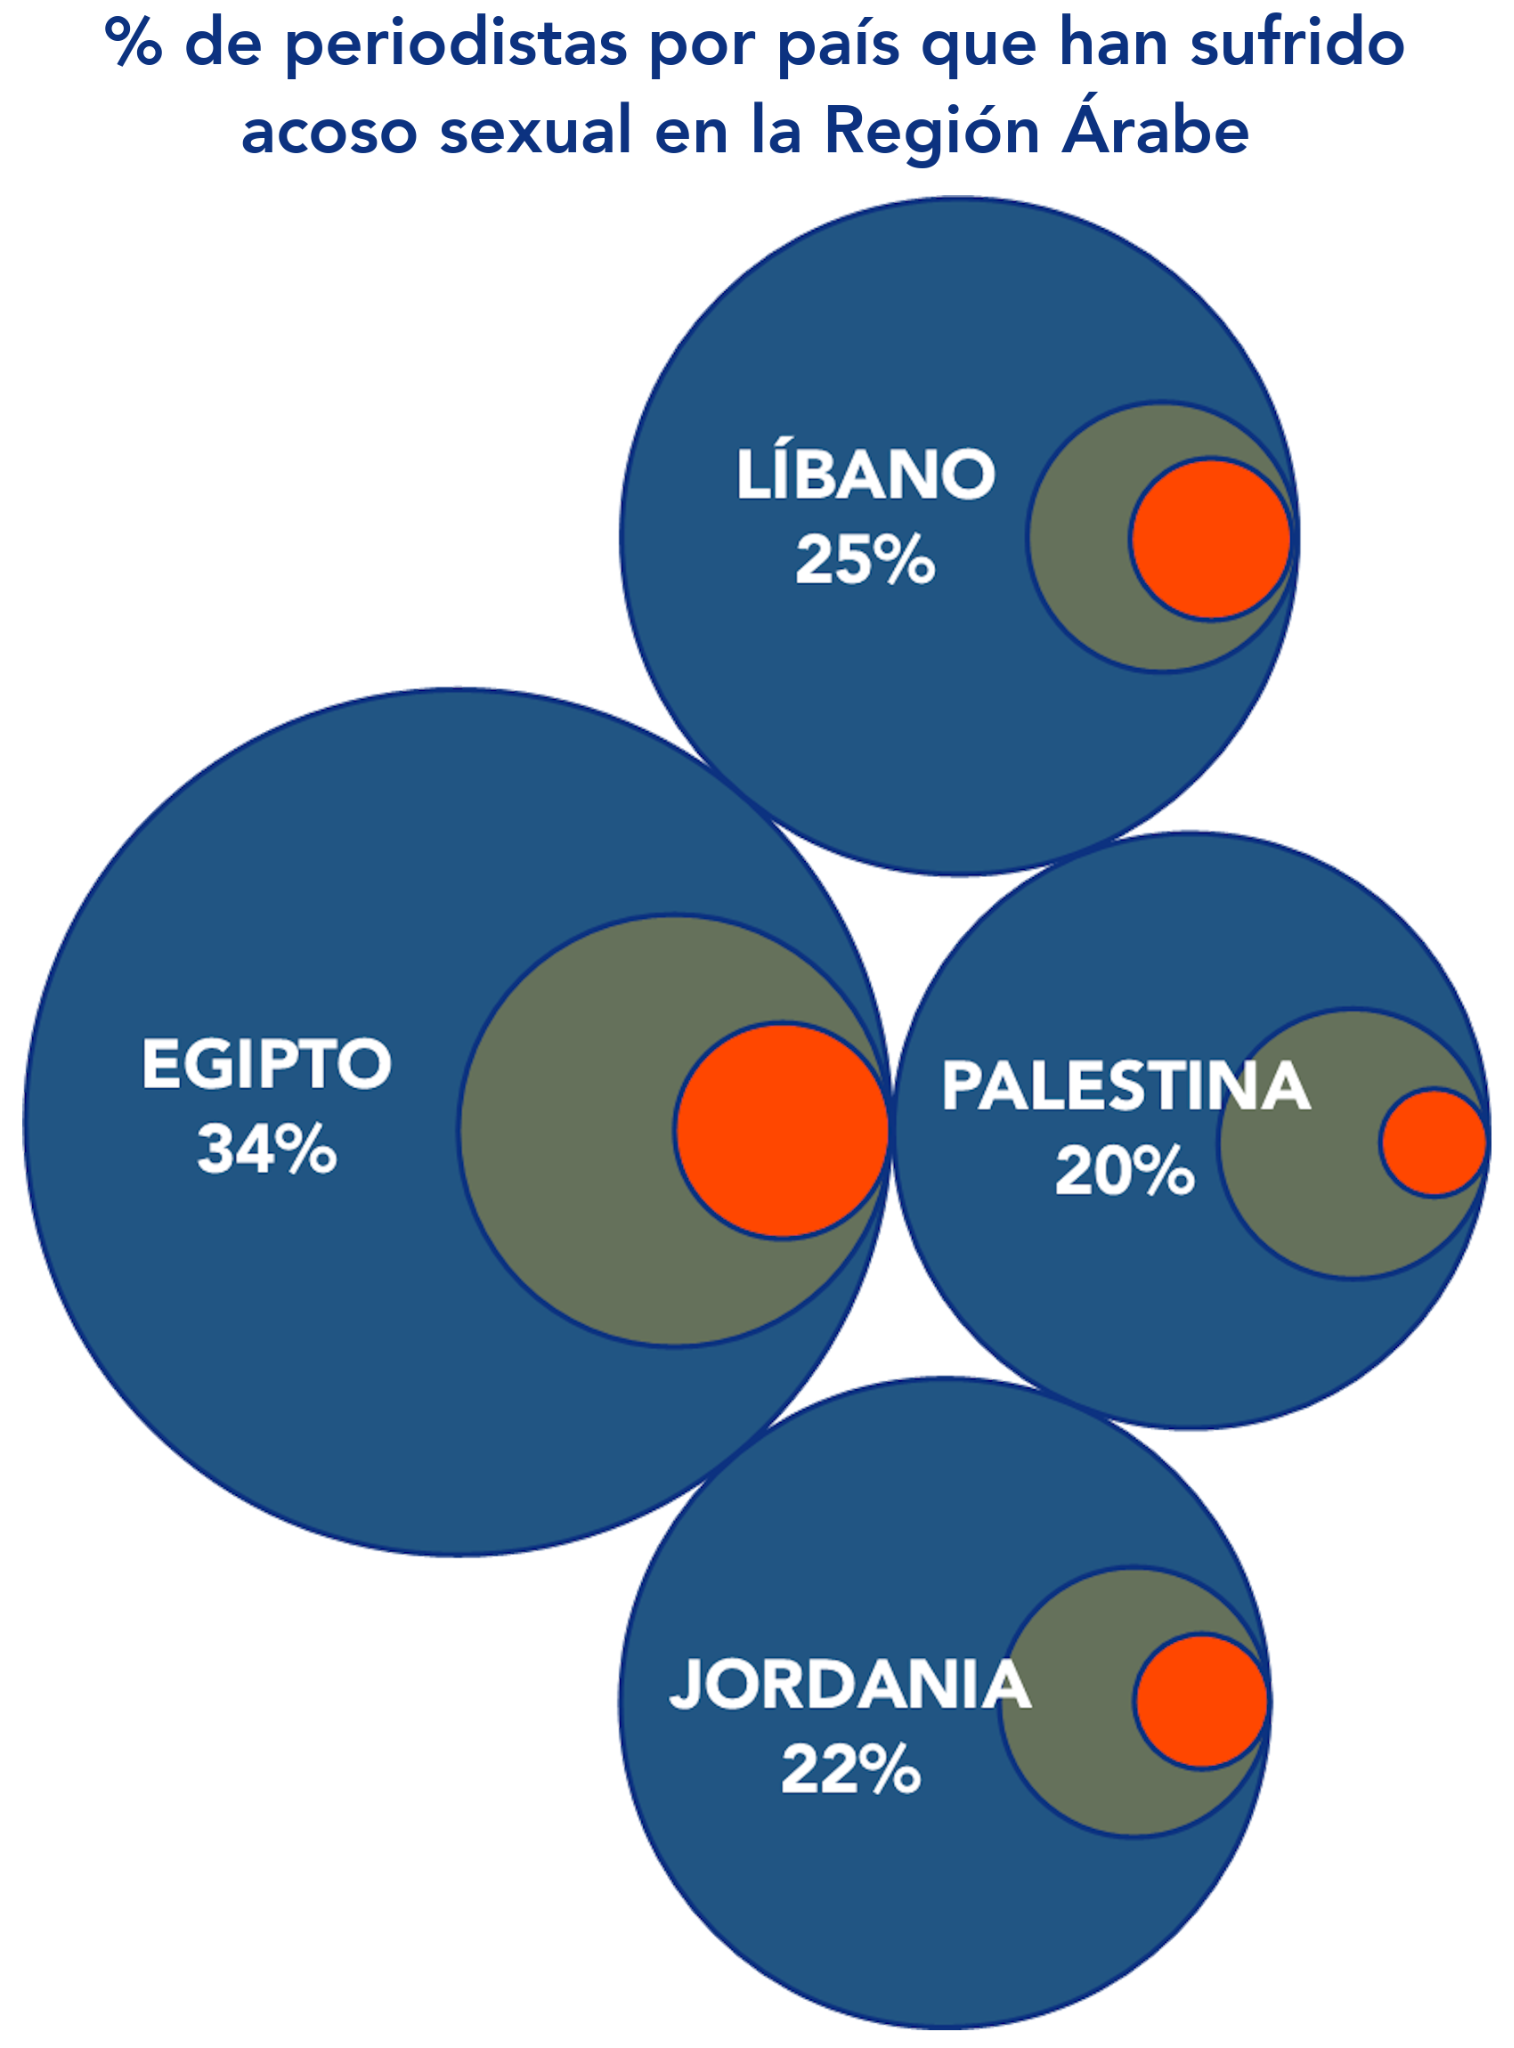 % de periodistas por país que han sufrido
acoso sexual en la Región Árabe
LÍBANO
25%
EGIPTO
34%
PALESTINA
20%
JORDANIA
22%